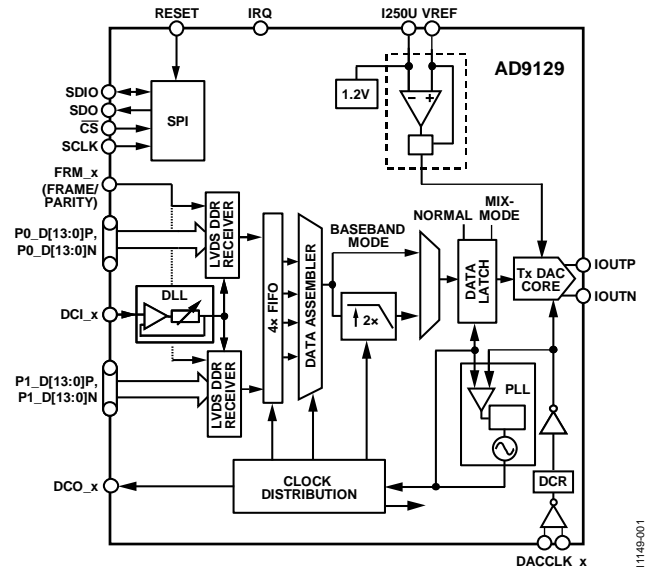 RESET
IRQ
I250U VREF
AD9129
1.2V
SDIO
SDO
CS
SCLK
SPI
FRM_x
(FRAME/
PARITY)
P0_D[13:0]P,
P0_D[13:0]N
LVDS DDR
RECEIVER
DLL
DCI_x
P1_D[13:0]P,
P1_D[13:0]N
LVDS DDR
RECEIVER
4× FIFO
DATA ASSEMBLER
BASEBAND
MODE
2×
NORMAL
MIX-
MODE
DATA
LATCH
Tx DAC
CORE
IOUTP
IOUTN
PLL
DCO_x
CLOCK
DISTRIBUTION
DCR
DACCLK_x
11149-001